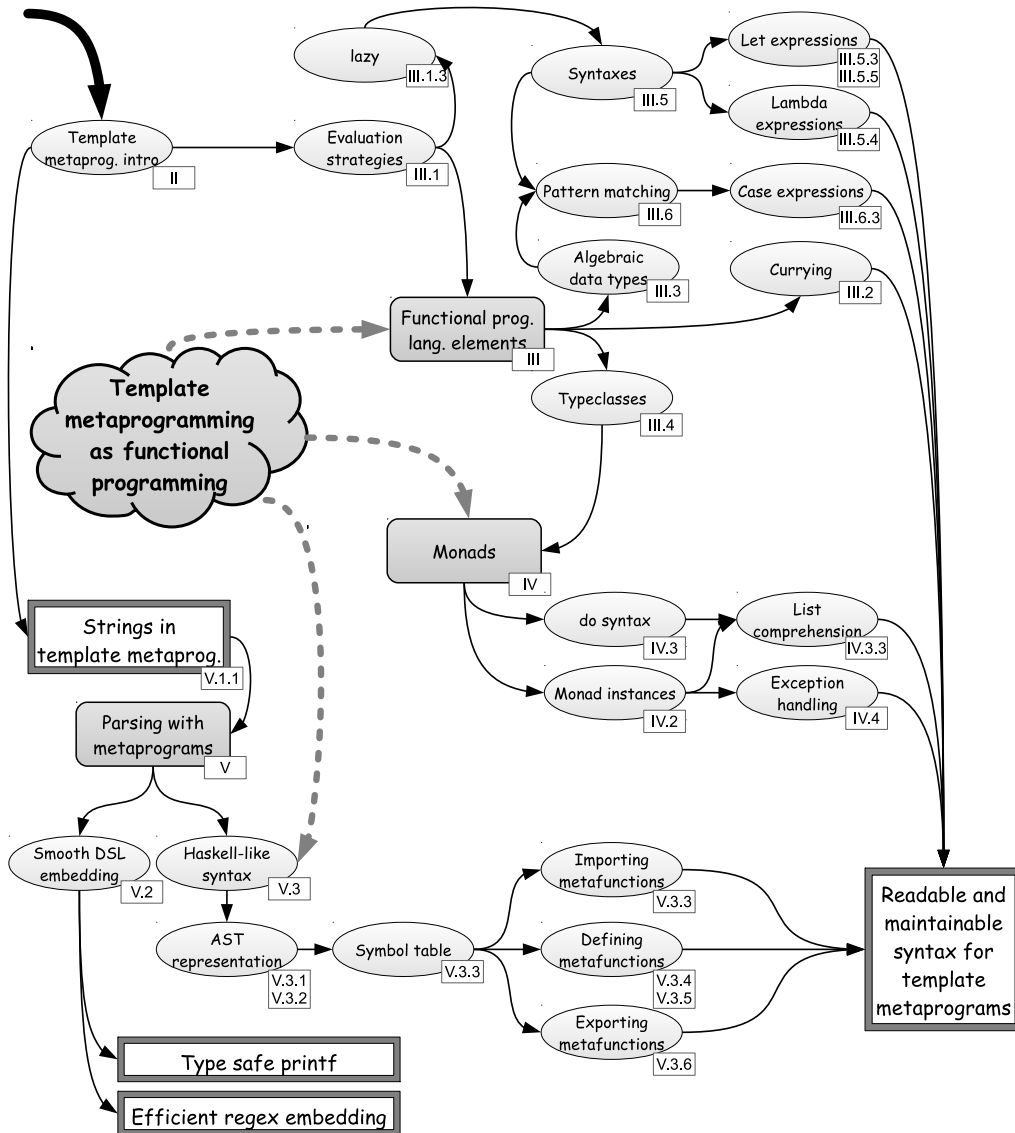 lazy
III.1.3
Syntaxes
III.5
Let expressions
III.5.3
III.5.5
Lambda
expressions
III.5.4
Template
metaprog. intro
II
Evaluation
strategies
III.1
Pattern matching
III.6
Case expressions
III.6.3
Algebraic
data types
III.3
Currying
III.2
Functional prog.
lang. elements
III
Template
metaprogramming
as functional
programming
Typeclasses
III.4
Monads
IV
Strings in
template metaprog.
V.1.1
do syntax
IV.3
List
comprehension
IV.3.3
Monad instances
IV.2
Exception
handling
IV.4
Parsing with
metaprograms
V
Smooth DSL
embedding
V.2
Haskell-like
syntax
V.3
Importing
metafunctions
V.3.3
AST
representation
V.3.1
V.3.2
Symbol table
V.3.3
Defining
metafunctions
V.3.4
V.3.5
Exporting
metafunctions
V.3.6
Readable and
maintainable
syntax for
template
metaprograms
Type safe printf
Efficient regex embedding